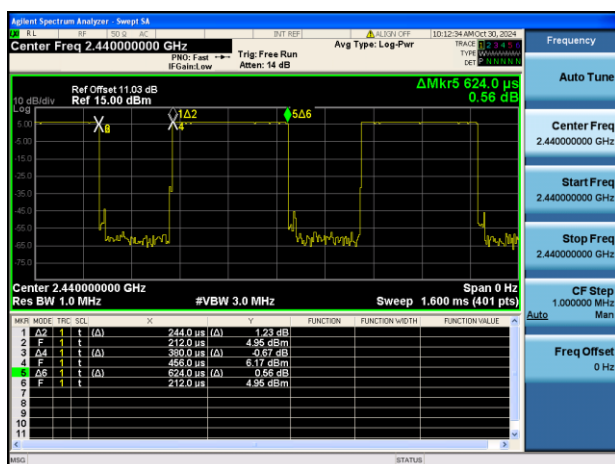 Agilent Spectrum Analyzer - Swept SA
RL RF 50 Ω AC INT REF ALIGN OFF 10:12:34 AM Oct 30, 2024
Center Freq 2.440000000 GHz
PNO: Fast
IFGain:Low
Trig: Free Run
Atten: 14 dB
Avg Type: Log-Pwr
TRACE 1 2 3 4 5 6
TYPE WWWWWW
DET P N N N N N
Ref Offset 11.03 dB
Ref 15.00 dBm
10 dB/div
Log
ΔMkr5 624.0 µs
0.56 dB
1Δ2
4
5Δ6
5.00
-5.00
-15.0
-25.0
-35.0
-45.0
-55.0
-65.0
-75.0
Center 2.440000000 GHz
Span 0 Hz
Res BW 1.0 MHz
#VBW 3.0 MHz
Sweep 1.600 ms (401 pts)
MKR MODE TRC SCL X Y FUNCTION FUNCTION WIDTH FUNCTION VALUE
1 Δ2 1 t (Δ) 244.0 µs (Δ) 1.23 dB
2 F 1 t 212.0 µs 4.95 dBm
3 Δ4 1 t (Δ) 380.0 µs (Δ) -0.67 dB
4 F 1 t 456.0 µs 6.17 dBm
5 Δ6 1 t (Δ) 624.0 µs (Δ) 0.56 dB
6 F 1 t 212.0 µs 4.95 dBm
7
8
9
10
11
MSG
STATUS
Frequency
Auto Tune
Center Freq
2.440000000 GHz
Start Freq
2.440000000 GHz
Stop Freq
2.440000000 GHz
CF Step
1.000000 MHz
Auto Man
Freq Offset
0 Hz